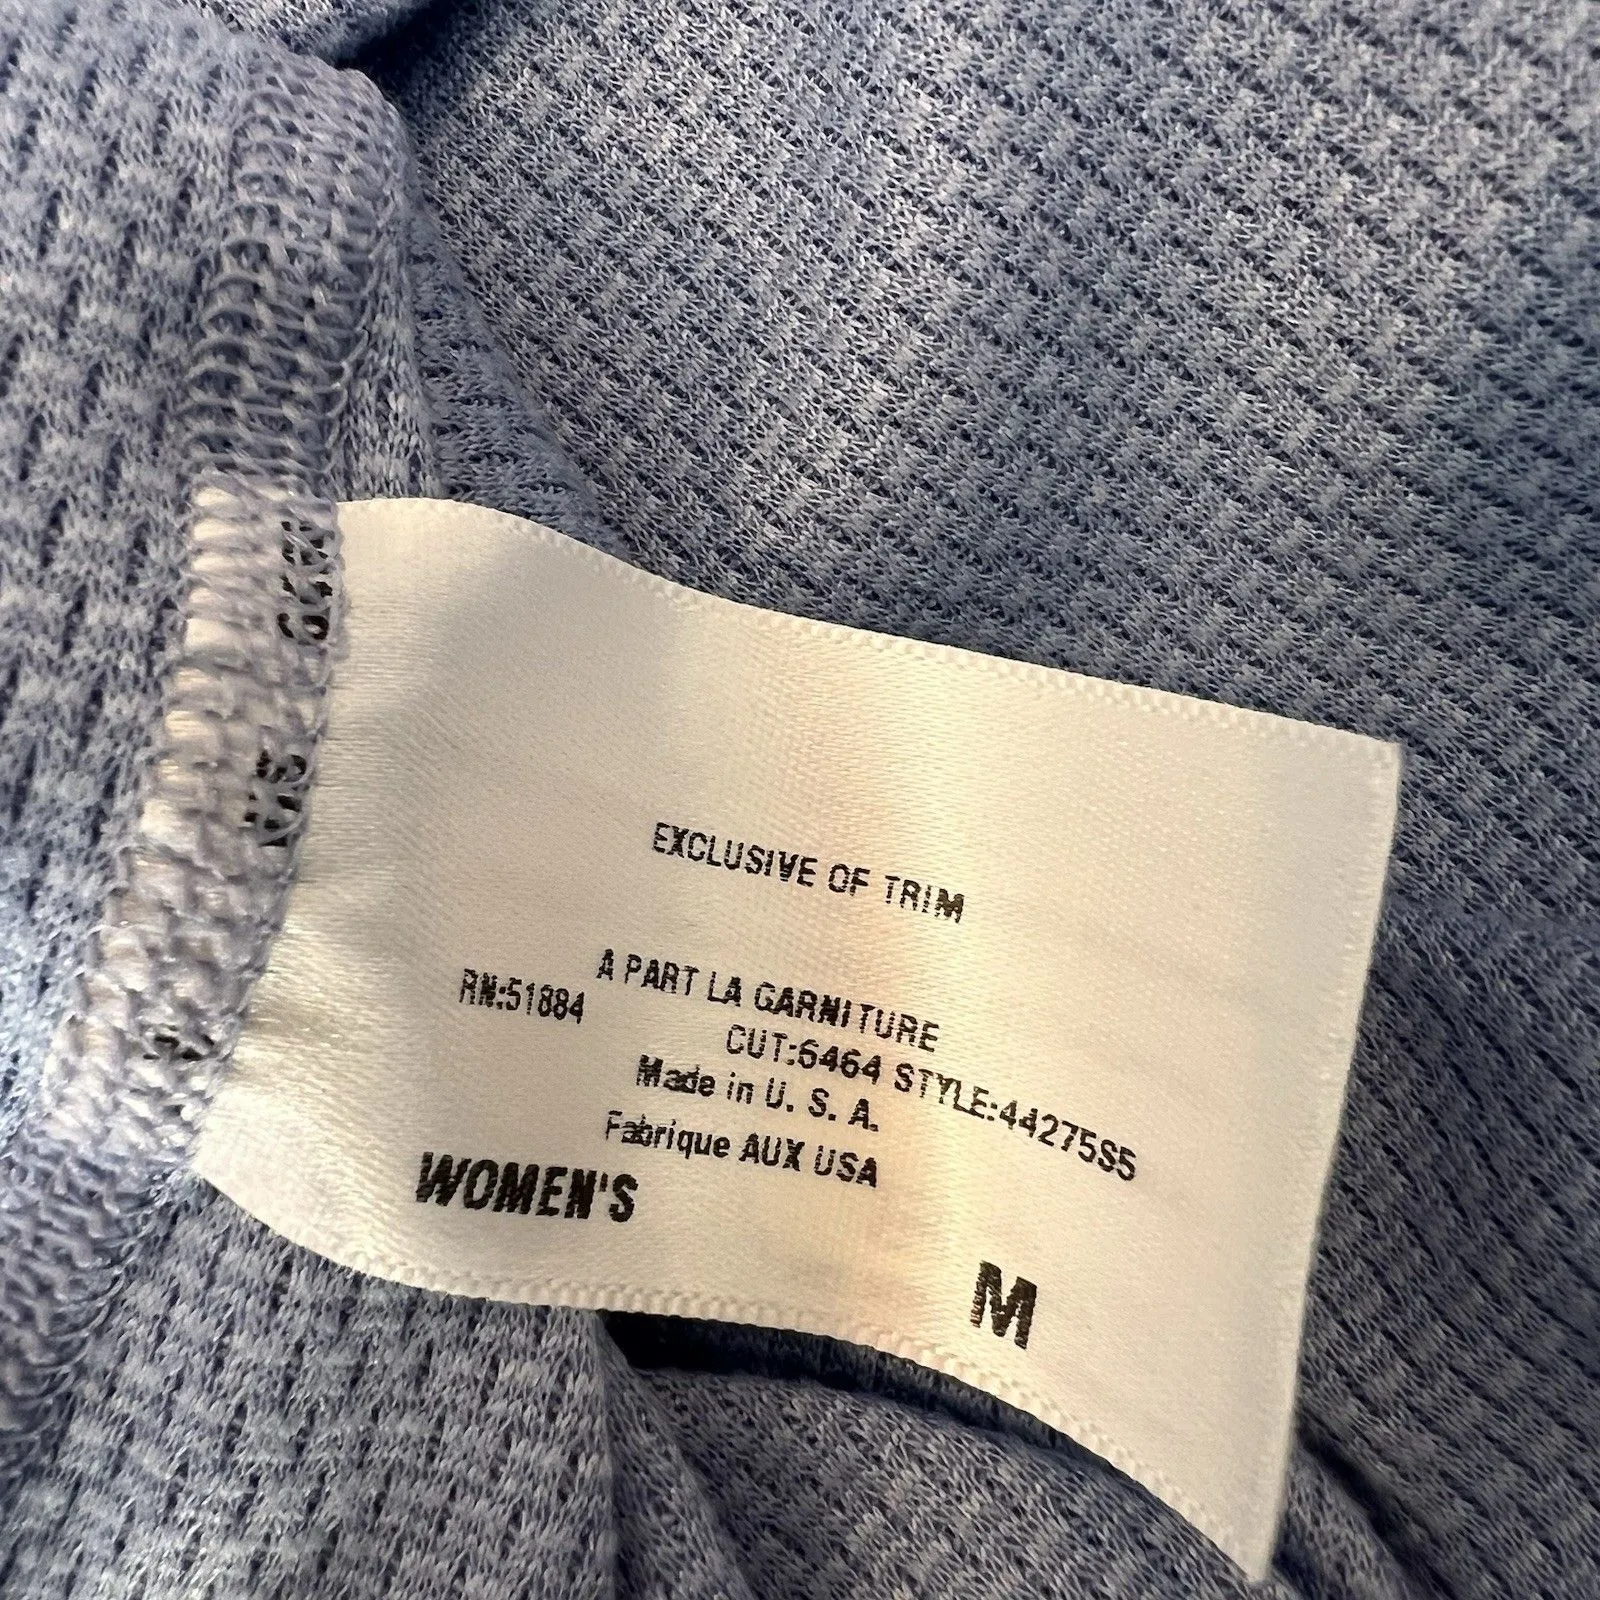 EXCLUSIVE OF TRIM
A PART LA GARNITURE
RN:51884
CUT:6464 STYLE:44275S5
Made in U. S. A.
Fabrique AUX USA
WOMEN'S
M